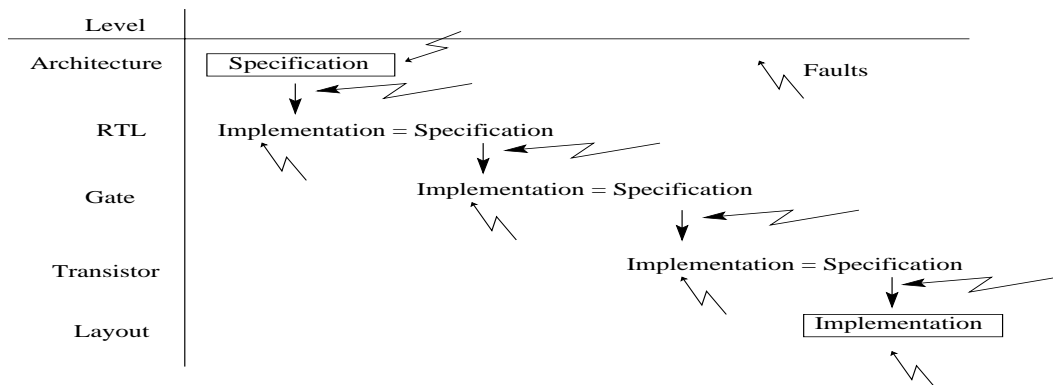 Level
Architecture Specification Faults
RTL Implementation = Specification
Gate Implementation = Specification
Transistor Implementation = Specification
Layout Implementation